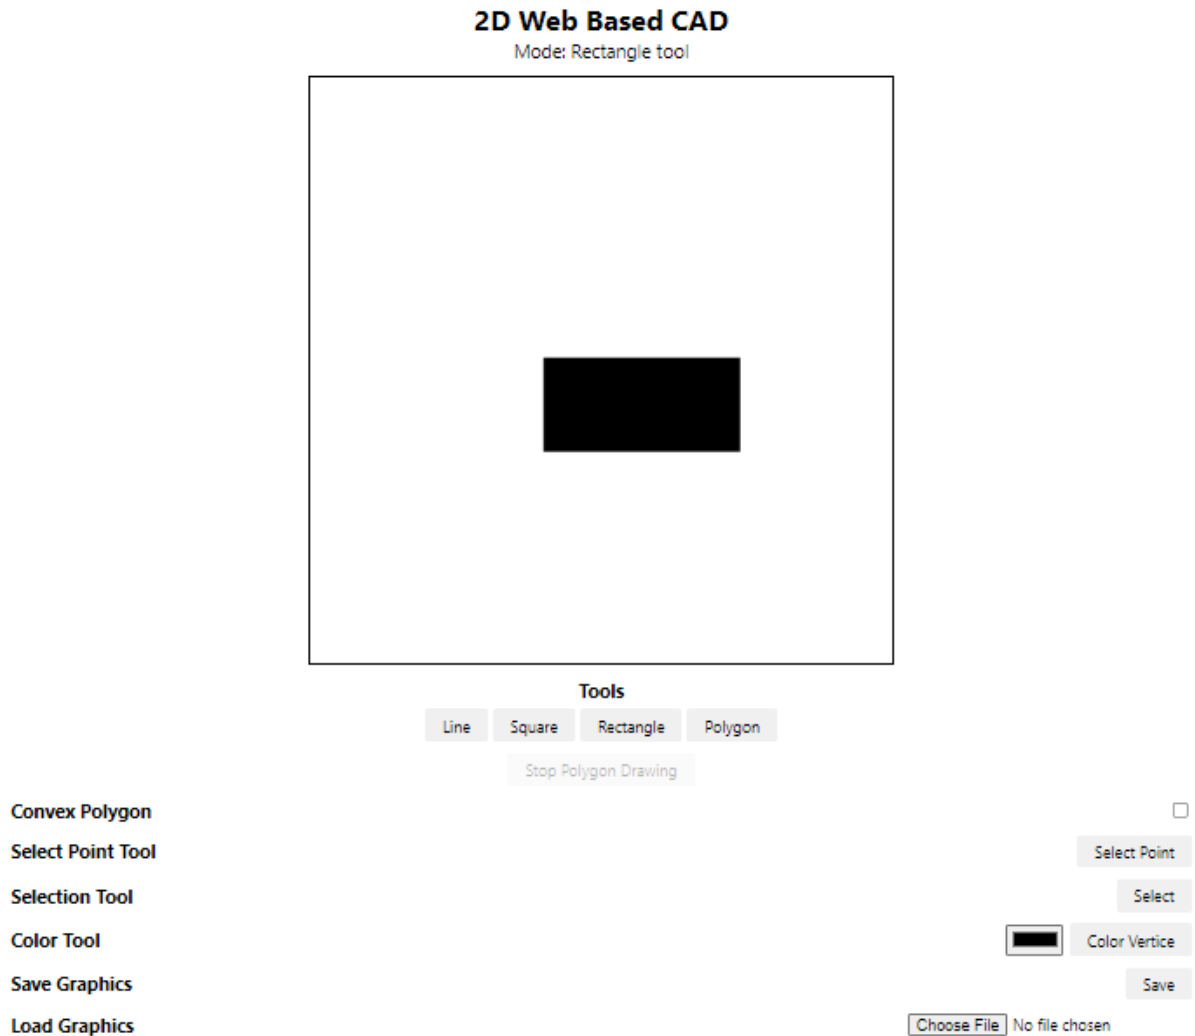 2D Web Based CAD
Mode: Rectangle tool
Tools
Line Square Rectangle Polygon
Stop Polygon Drawing
Convex Polygon
Select Point Tool Select Point
Selection Tool Select
Color Tool Color Vertice
Save Graphics Save
Load Graphics Choose File No file chosen